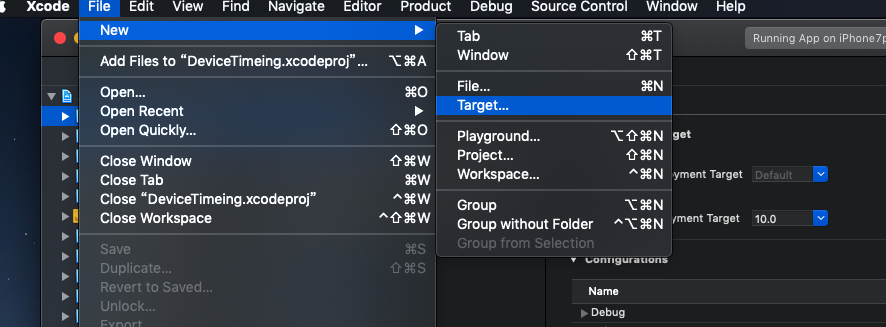 Xcode File Edit View Find Navigate Editor Product Debug Source Control Window Help
New
Add Files to “DeviceTimeing.xcodeproj”... ⌥⌘A
Open... ⌘O
Open Recent
Open Quickly... ⇧⌘O
Close Window ⇧⌘W
Close Tab ⌘W
Close “DeviceTimeing.xcodeproj” ^⌘W
Close Workspace ^⇧⌘W
Save ⌘S
Duplicate... ⇧⌘S
Revert to Saved...
Unlock...
Export
Tab ⌘T
Window ⇧⌘T
File... ⌘N
Target...
Playground... ⌥⇧⌘N
Project... ⇧⌘N
Workspace... ^⌘N
Group ⌥⌘N
Group without Folder ^⌥⌘N
Group from Selection
Running App on iPhone7p
get
yment Target Default
yment Target 10.0
Configurations
Name
Debug